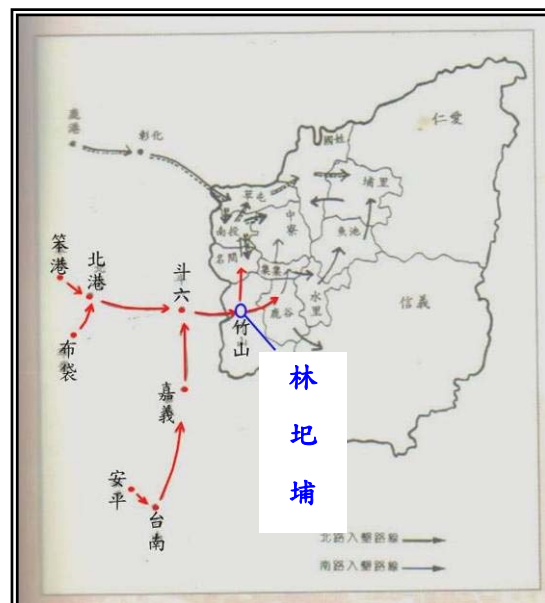 鹿港
彰化
仁愛
國姓
埔里
草屯
中寮
魚池
南投
名間
集集
水里
信義
鹿谷
竹山
笨港
北港
斗六
布袋
嘉義
安平
台南
林圯埔
北路入墾路線
南路入墾路線